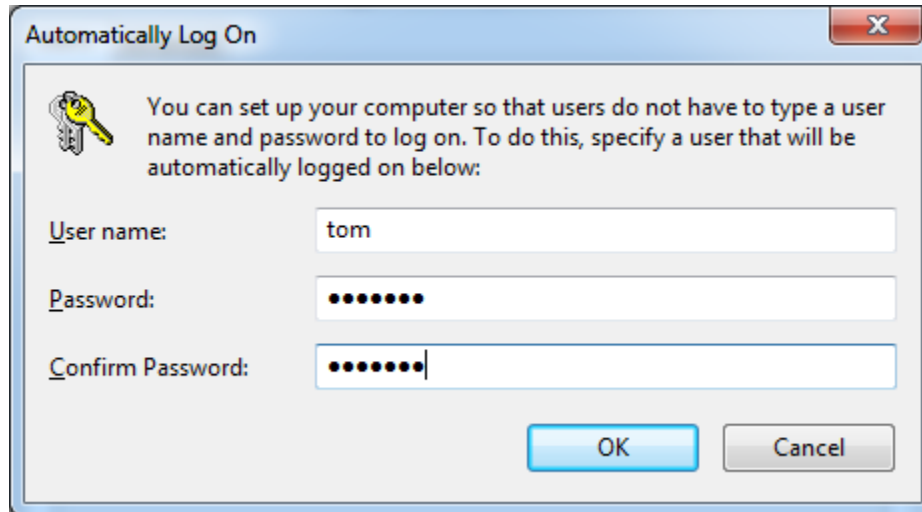 Automatically Log On
You can set up your computer so that users do not have to type a user
name and password to log on. To do this, specify a user that will be
automatically logged on below:
User name: tom
Password: •••••••
Confirm Password: •••••••
OK Cancel